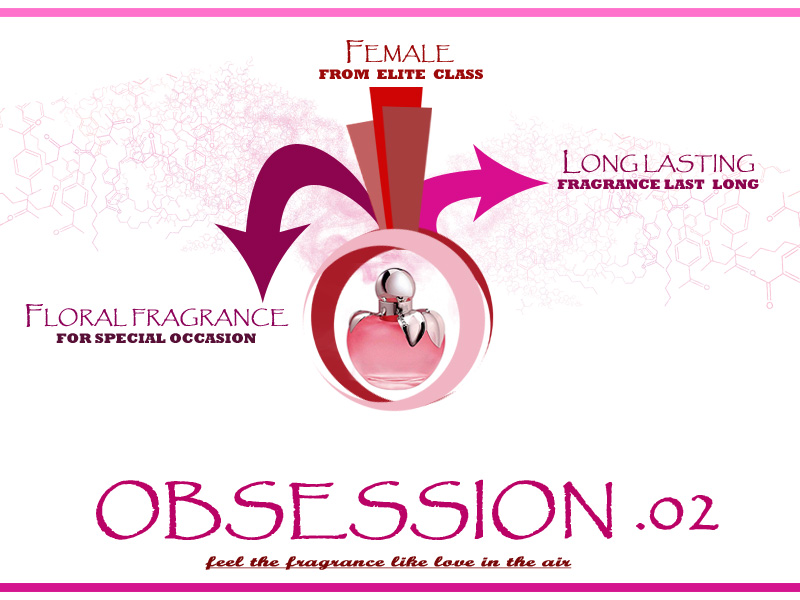 FEMALE
FROM ELITE CLASS
LONG LASTING
FRAGRANCE LAST LONG
FLORAL FRAGRANCE
FOR SPECIAL OCCASION
OBSESSION .02
feel the fragrance like love in the air